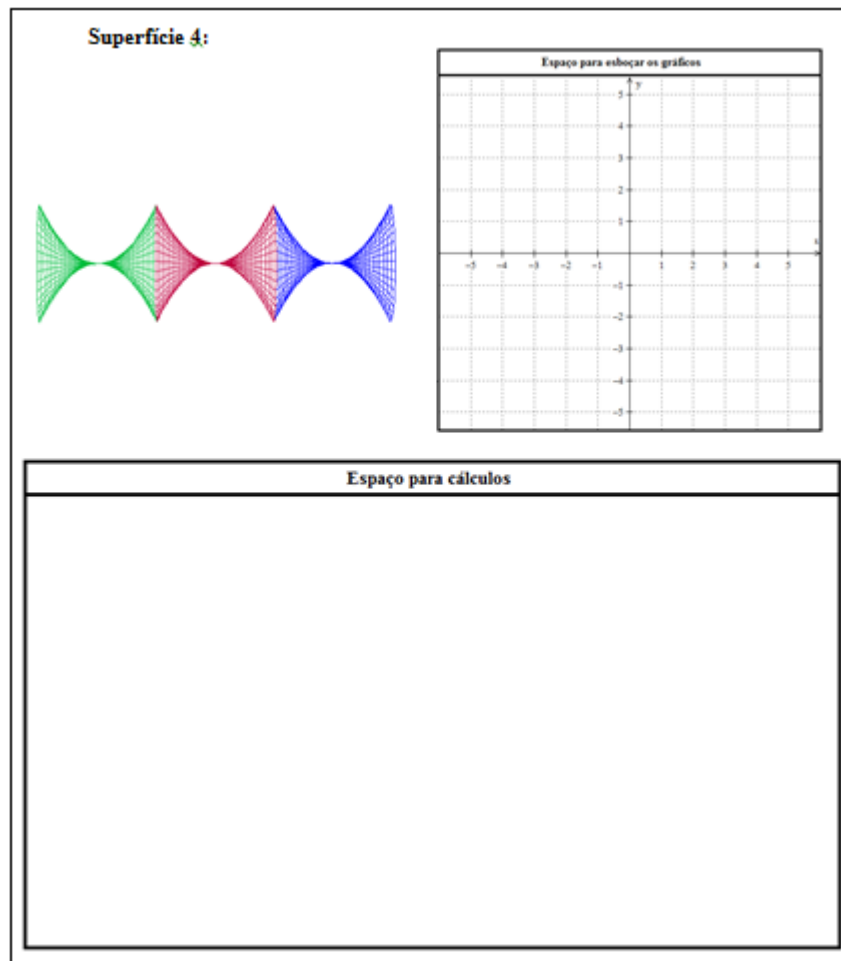 Superfície 4:
Espaço para esboçar os gráficos
y
5
4
3
2
1
x
-5 -4 -3 -2 -1 1 2 3 4 5
-1
-2
-3
-4
-5
Espaço para cálculos